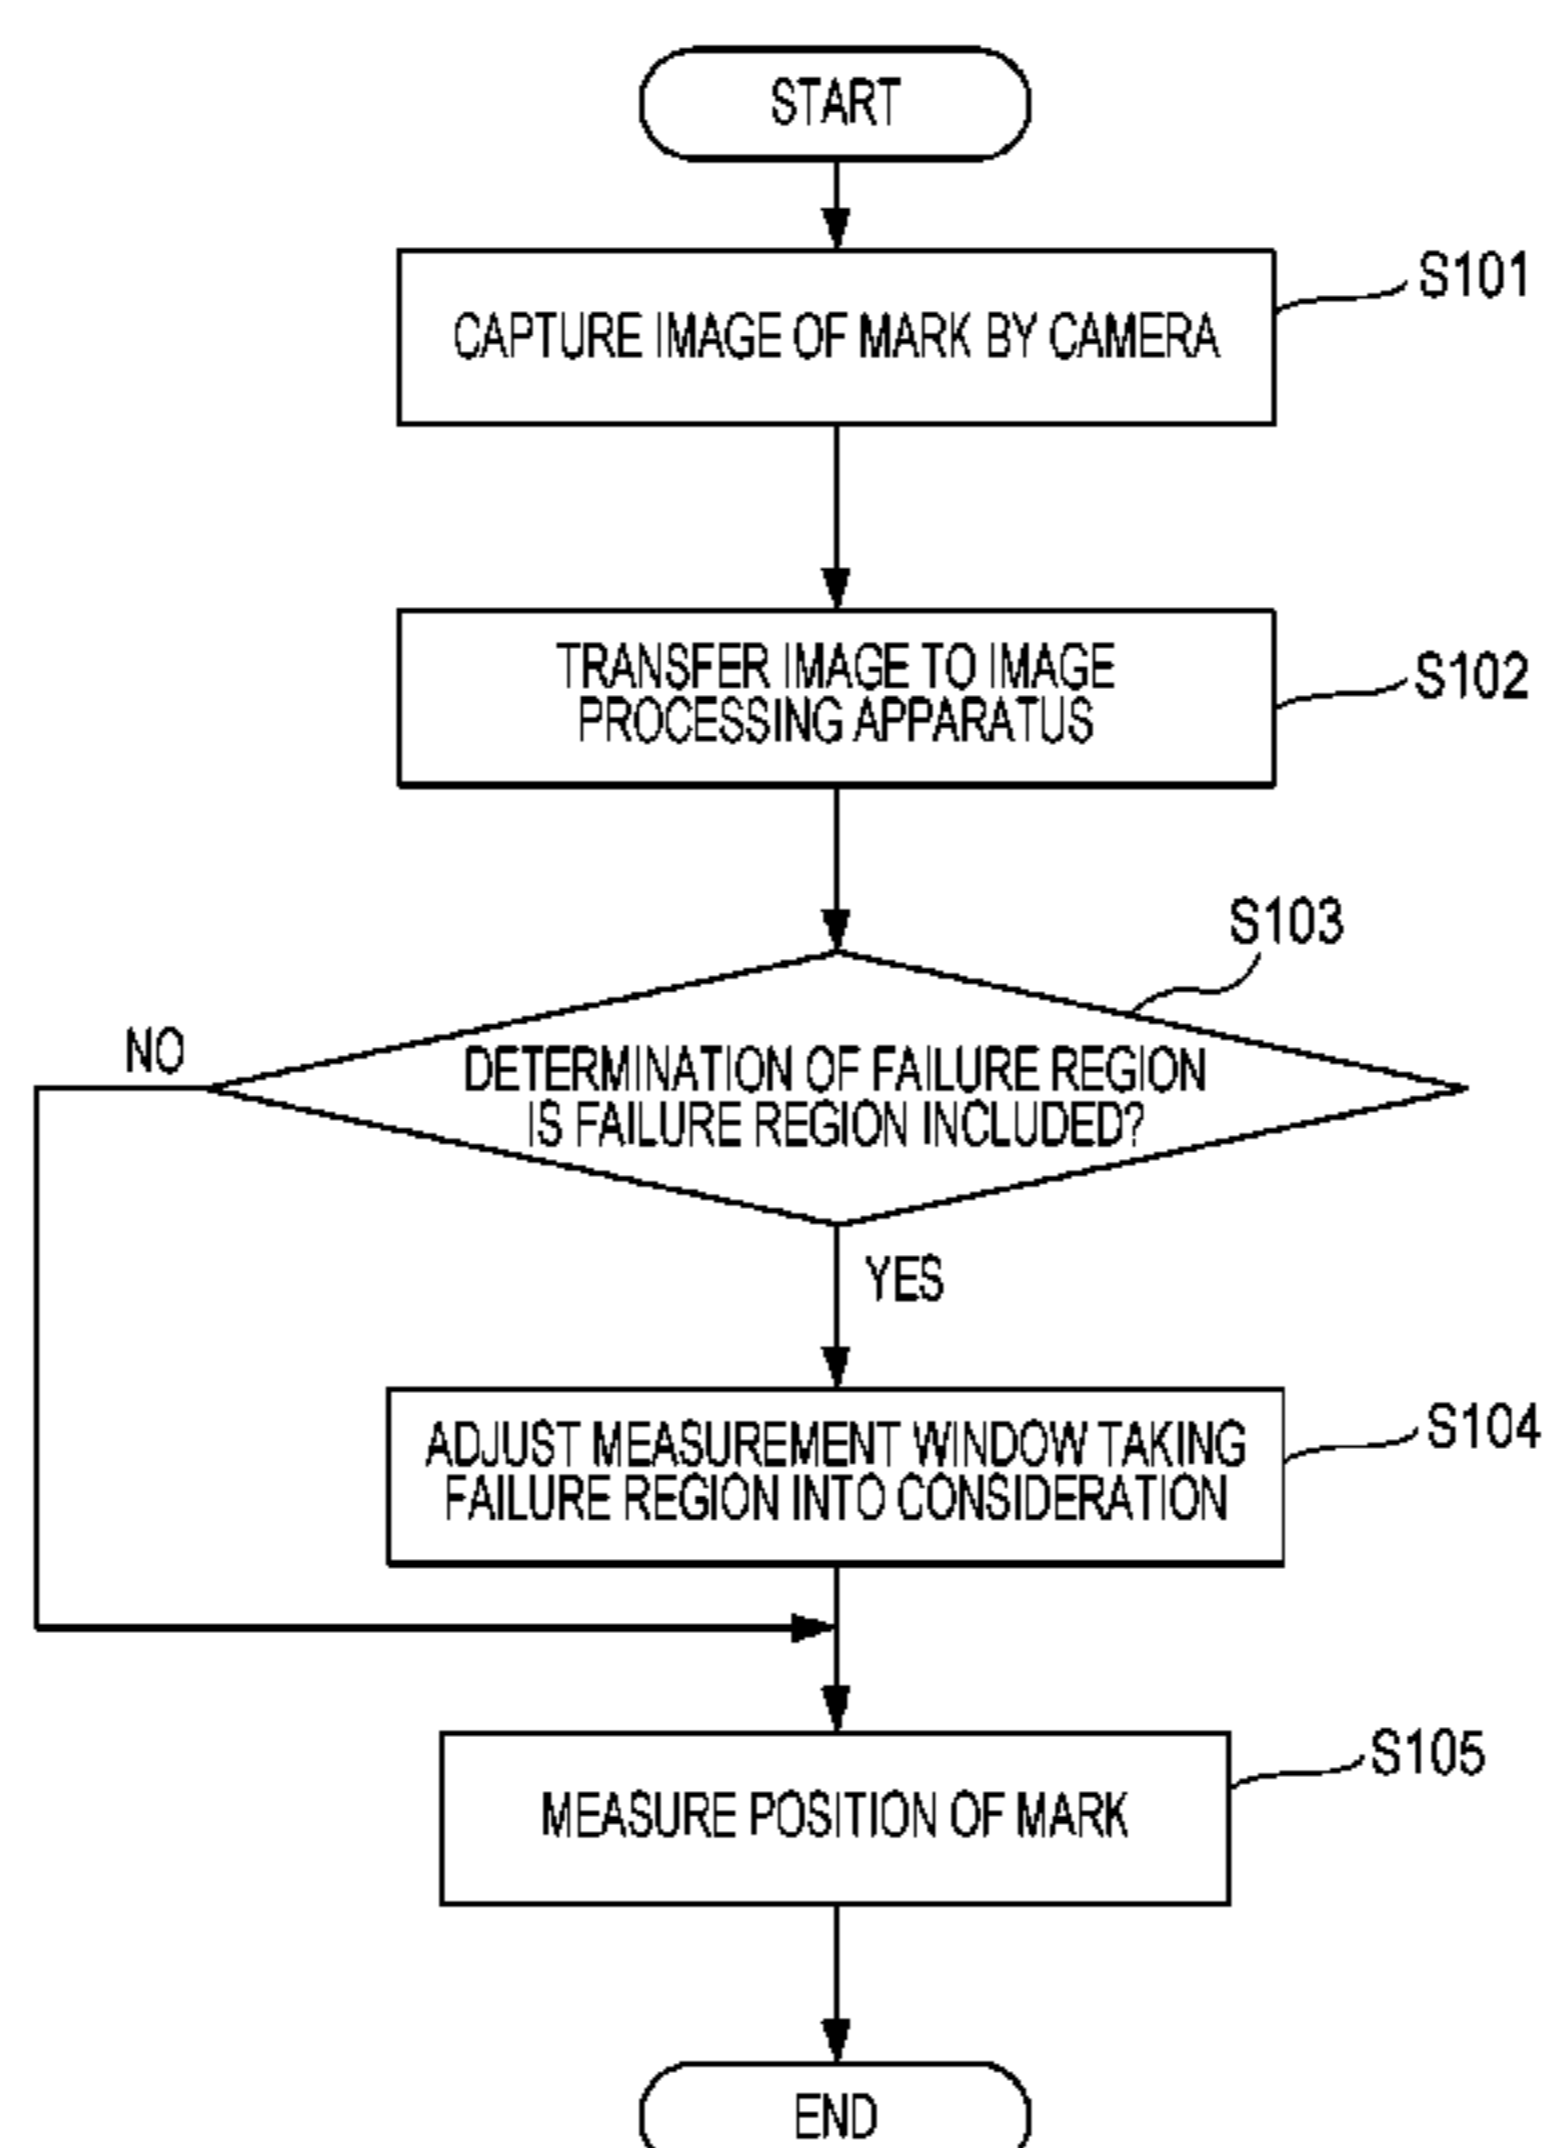 START
CAPTURE IMAGE OF MARK BY CAMERA
S101
TRANSFER IMAGE TO IMAGE
PROCESSING APPARATUS
S102
S103
NO
DETERMINATION OF FAILURE REGION
IS FAILURE REGION INCLUDED?
YES
ADJUST MEASUREMENT WINDOW TAKING
FAILURE REGION INTO CONSIDERATION
S104
MEASURE POSITION OF MARK
S105
END